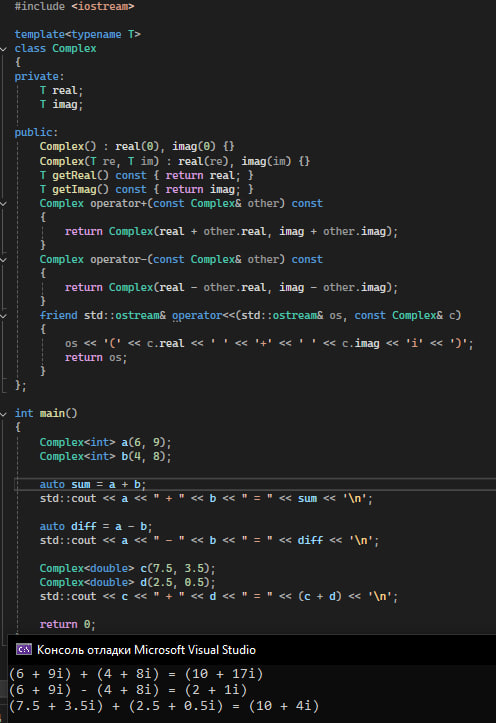 #include <iostream>
template<typename T>
class Complex
{
private:
    T real;
    T imag;
public:
    Complex() : real(0), imag(0) {}
    Complex(T re, T im) : real(re), imag(im) {}
    T getReal() const { return real; }
    T getImag() const { return imag; }
    Complex operator+(const Complex& other) const
    {
        return Complex(real + other.real, imag + other.imag);
    }
    Complex operator-(const Complex& other) const
    {
        return Complex(real - other.real, imag - other.imag);
    }
    friend std::ostream& operator<<(std::ostream& os, const Complex& c)
    {
        os << '(' << c.real << ' ' << '+' << ' ' << c.imag << 'i' << ')';
        return os;
    }
};
int main()
{
    Complex<int> a(6, 9);
    Complex<int> b(4, 8);
    auto sum = a + b;
    std::cout << a << " + " << b << " = " << sum << '\n';
    auto diff = a - b;
    std::cout << a << " - " << b << " = " << diff << '\n';
    Complex<double> c(7.5, 3.5);
    Complex<double> d(2.5, 0.5);
    std::cout << c << " + " << d << " = " << (c + d) << '\n';
    return 0;
Консоль отладки Microsoft Visual Studio
(6 + 9i) + (4 + 8i) = (10 + 17i)
(6 + 9i) - (4 + 8i) = (2 + 1i)
(7.5 + 3.5i) + (2.5 + 0.5i) = (10 + 4i)